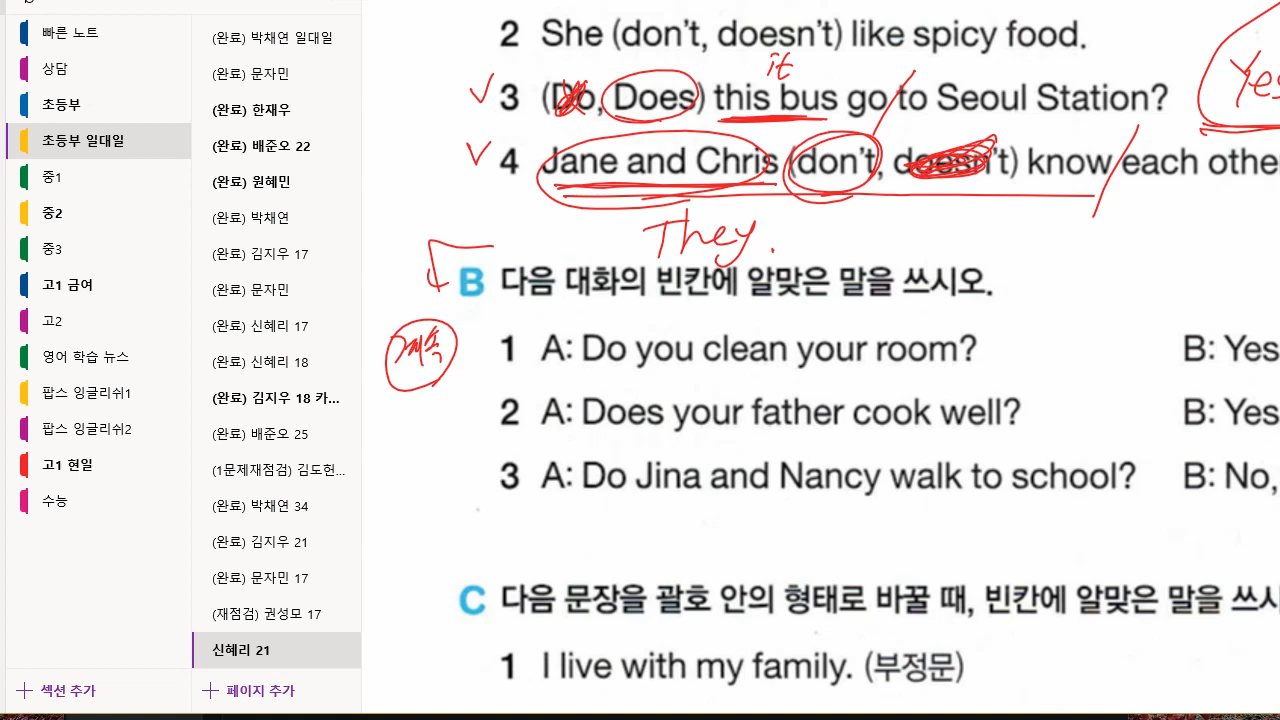 빠른 노트
상담
초등부
초등부 일대일
중1
중2
중3
고1 금여
고2
영어 학습 뉴스
팝스 잉글리쉬1
팝스 잉글리쉬2
고1 현일
수능
섹션 추가
(완료) 박채연 일대일
(완료) 문자민
(완료) 한재우
(완료) 배준오 22
(완료) 원혜민
(완료) 박채연
(완료) 김지우 17
(완료) 문자민
(완료) 신혜리 17
(완료) 신혜리 18
(완료) 김지우 18 카...
(완료) 배준오 25
(1문제재점검) 김도헌...
(완료) 박채연 34
(완료) 김지우 21
(완료) 문자민 17
(재점검) 권성모 17
신혜리 21
페이지 추가
2 She (don't, doesn't) like spicy food.
it
3 (Do, Does) this bus go to Seoul Station?
Yes
4 Jane and Chris (don't, doesn't) know each othe
They.
B 다음 대화의 빈칸에 알맞은 말을 쓰시오.
계속
1 A: Do you clean your room? B: Yes
2 A: Does your father cook well? B: Yes
3 A: Do Jina and Nancy walk to school? B: No,
C 다음 문장을 괄호 안의 형태로 바꿀 때, 빈칸에 알맞은 말을 쓰시
1 I live with my family. (부정문)